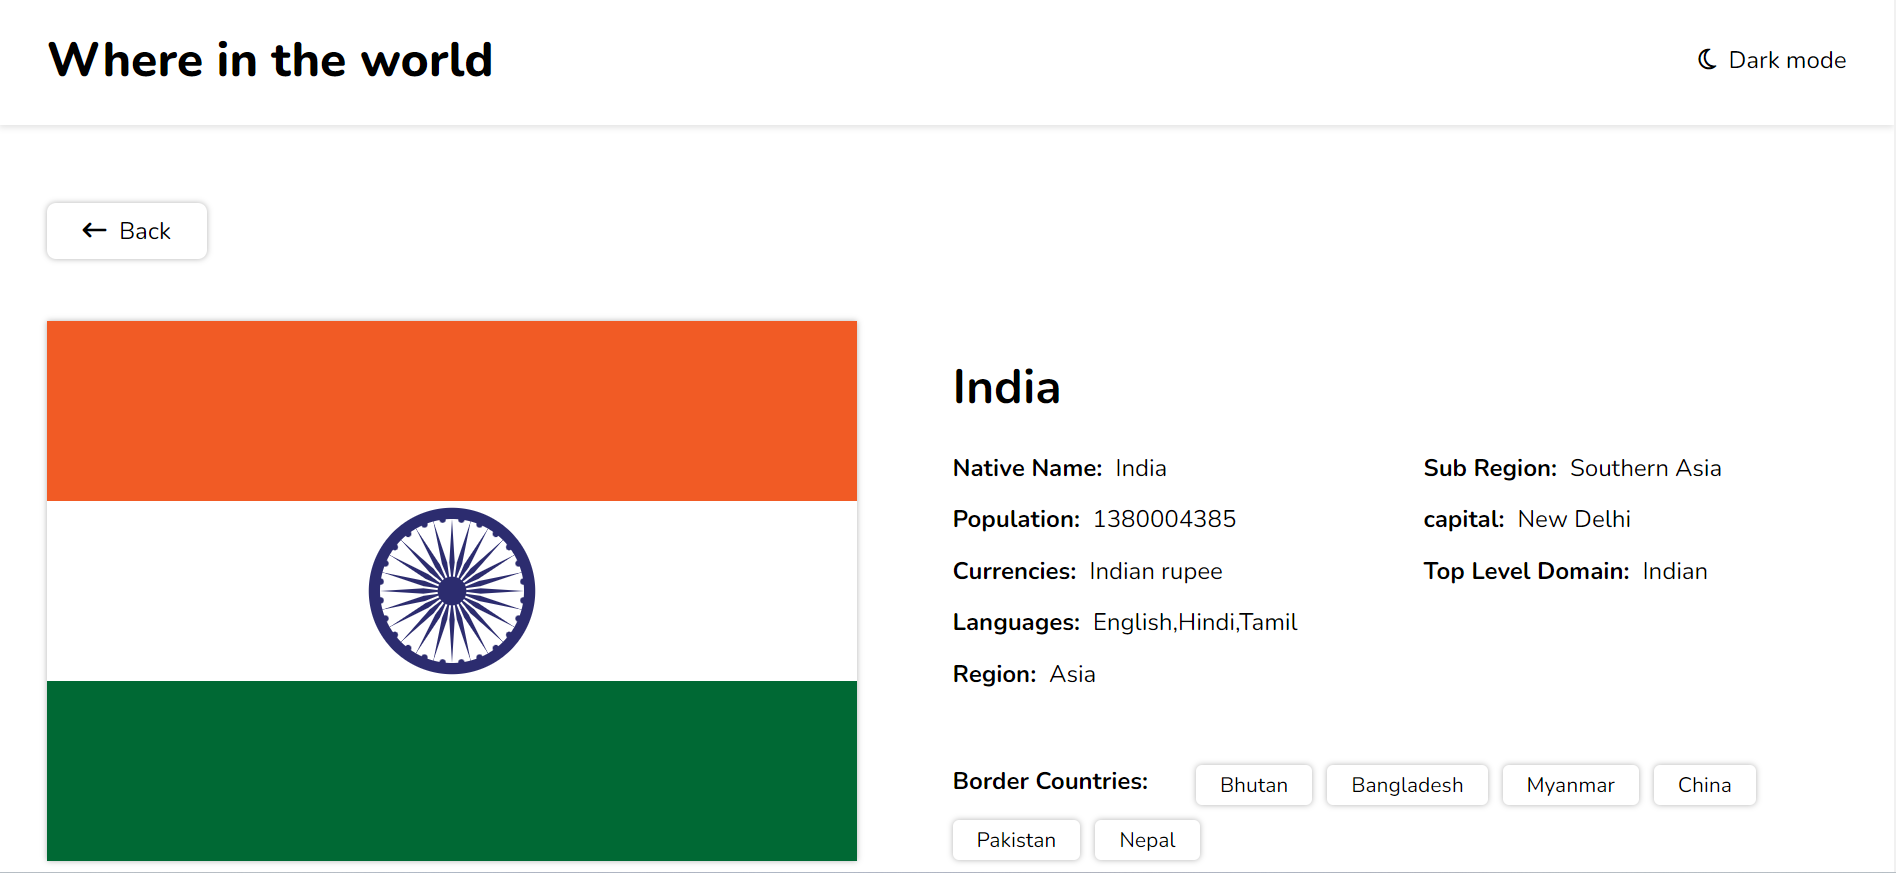 Where in the world
Dark mode
Back
India
Native Name: India
Population: 1380004385
Currencies: Indian rupee
Languages: English,Hindi,Tamil
Region: Asia
Sub Region: Southern Asia
capital: New Delhi
Top Level Domain: Indian
Border Countries: Bhutan Bangladesh Myanmar China
Pakistan Nepal